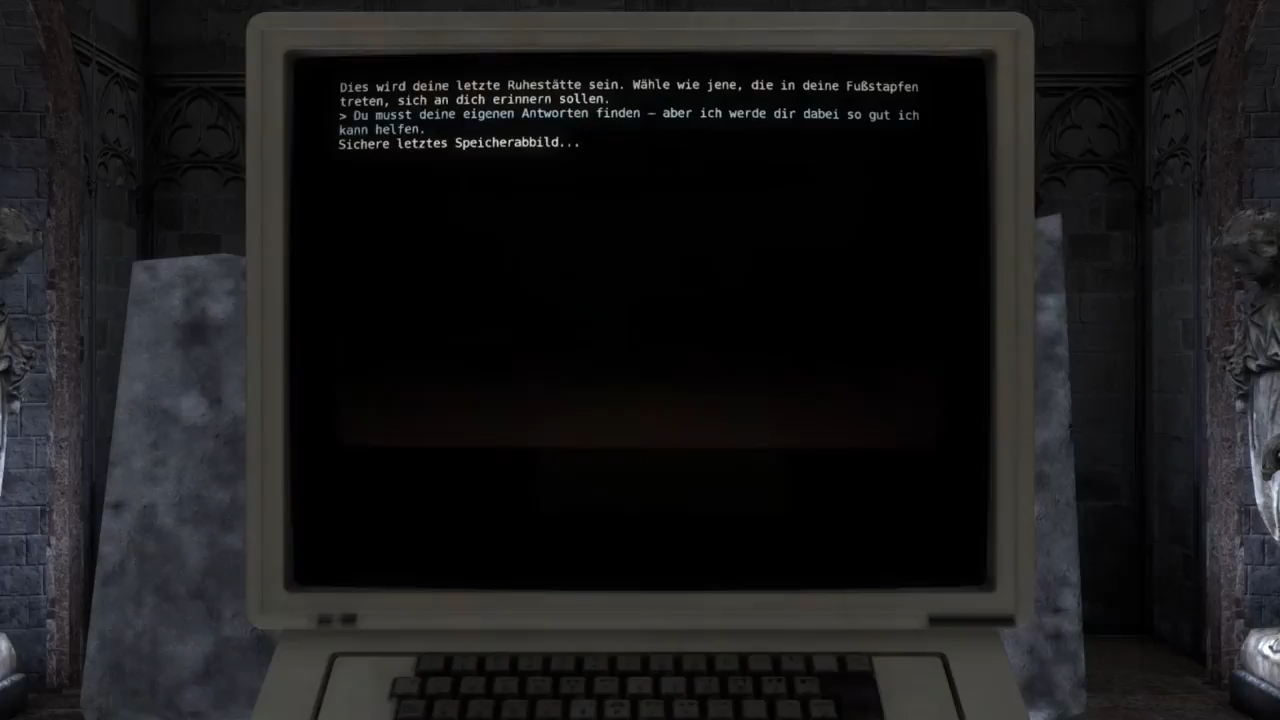 Dies wird deine letzte Ruhestätte sein. Wähle wie jene, die in deine Fußstapfen
treten, sich an dich erinnern sollen.
> Du musst deine eigenen Antworten finden – aber ich werde dir dabei so gut ich
kann helfen.
Sichere letztes Speicherabbild...